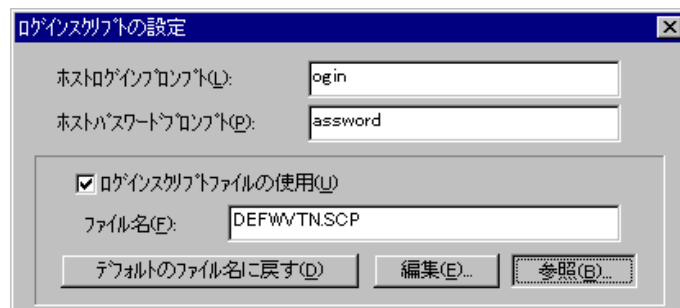 ログインスクリプトの設定
ホストログインプロンプト(L): ogin
ホストパスワードプロンプト(P): assword
ログインスクリプトファイルの使用(U)
ファイル名(F): DEFWVTN.SCP
デフォルトのファイル名に戻す(D) 編集(E)... 参照(B)...